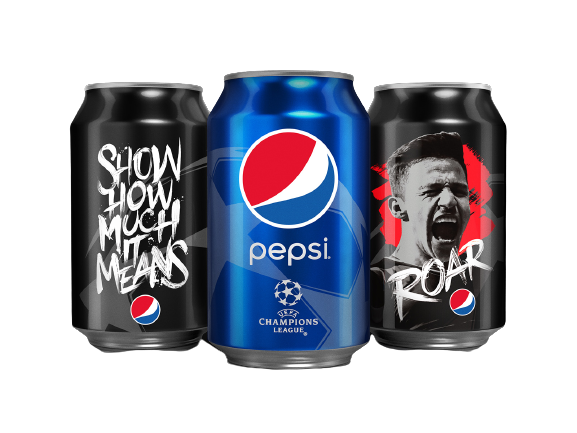 SHOW
HOW
MUCH
IT
MEANS
pepsi
UEFA
CHAMPIONS
LEAGUE®
ROAR